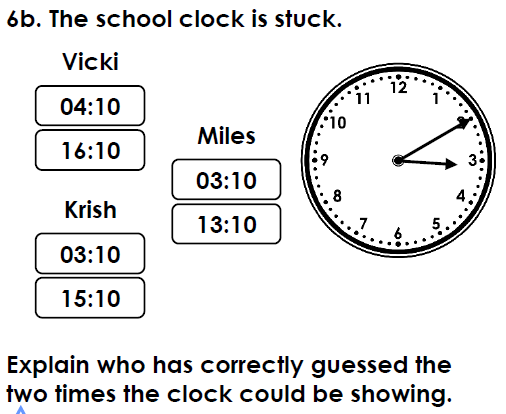 6b. The school clock is stuck.
Vicki
04:10
16:10
Miles
03:10
13:10
Krish
03:10
15:10
12
1
3
4
5
6
7
8
9
10
11
Explain who has correctly guessed the
two times the clock could be showing.